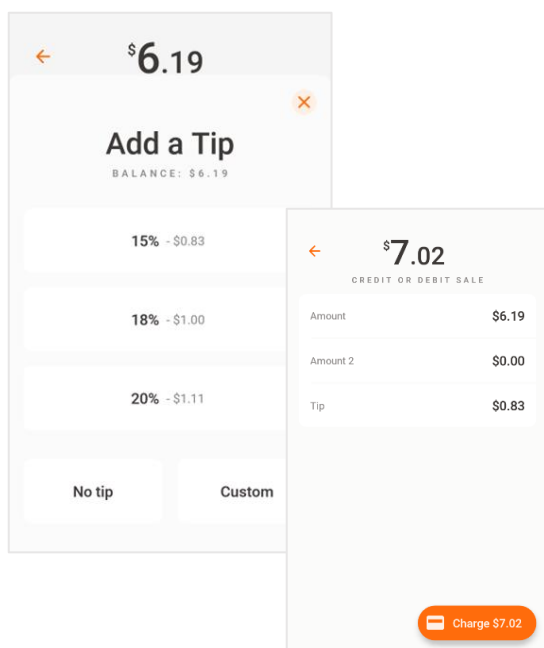 $6.19
Add a Tip
BALANCE: $6.19
15% - $0.83
18% - $1.00
20% - $1.11
No tip
Custom
$7.02
CREDIT OR DEBIT SALE
Amount $6.19
Amount 2 $0.00
Tip $0.83
Charge $7.02